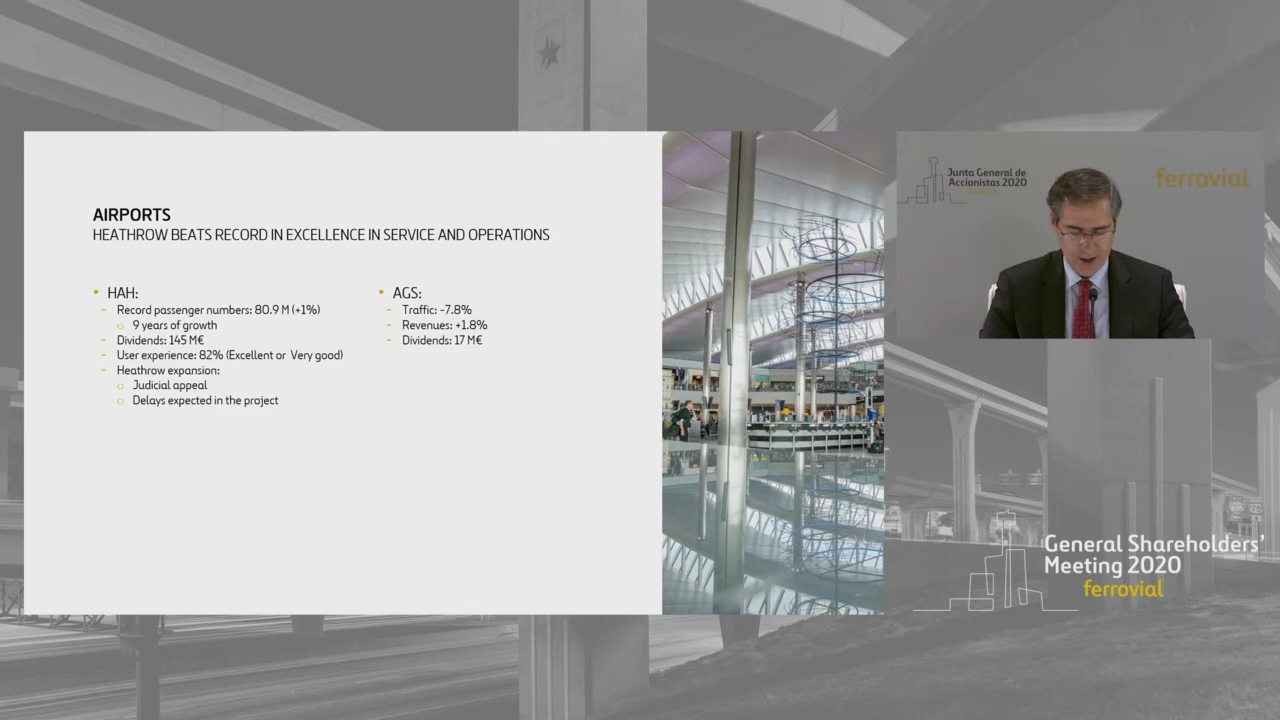 AIRPORTS
HEATHROW BEATS RECORD IN EXCELLENCE IN SERVICE AND OPERATIONS
• HAH:
- Record passenger numbers: 80.9 M (+1%)
o 9 years of growth
- Dividends: 145 M€
- User experience: 82% (Excellent or Very good)
- Heathrow expansion:
o Judicial appeal
o Delays expected in the project
• AGS:
- Traffic: -7.8%
- Revenues: +1.8%
- Dividends: 17 M€
Junta General de
Accionistas 2020
ferrovial
General Shareholders'
Meeting 2020
ferrovial